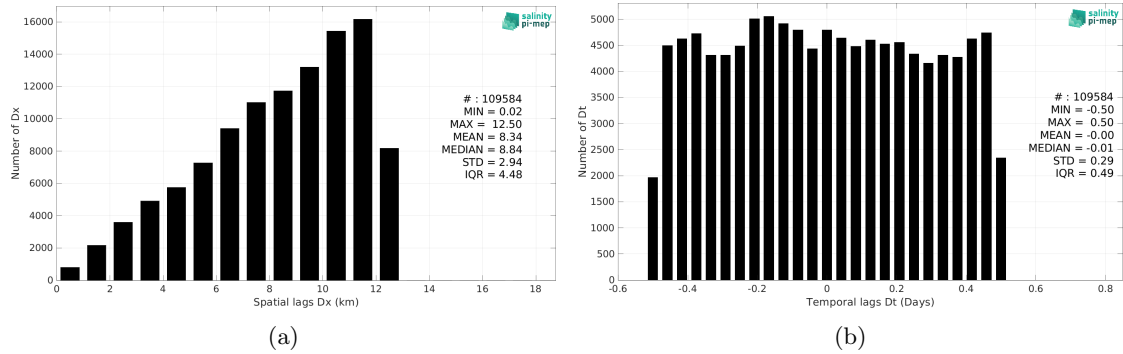 16000
14000
12000
10000
8000
6000
4000
2000
0
Number of Dx
salinity
pi-mep
# : 109584
MIN = 0.02
MAX = 12.50
MEAN = 8.34
MEDIAN = 8.84
STD = 2.94
IQR = 4.48
0 2 4 6 8 10 12 14 16 18
Spatial lags Dx (km)
(a)
5000
4500
4000
3500
3000
2500
2000
1500
1000
500
0
Number of Dt
salinity
pi-mep
# : 109584
MIN = -0.50
MAX = 0.50
MEAN = -0.00
MEDIAN = -0.01
STD = 0.29
IQR = 0.49
-0.6 -0.4 -0.2 0 0.2 0.4 0.6 0.8
Temporal lags Dt (Days)
(b)